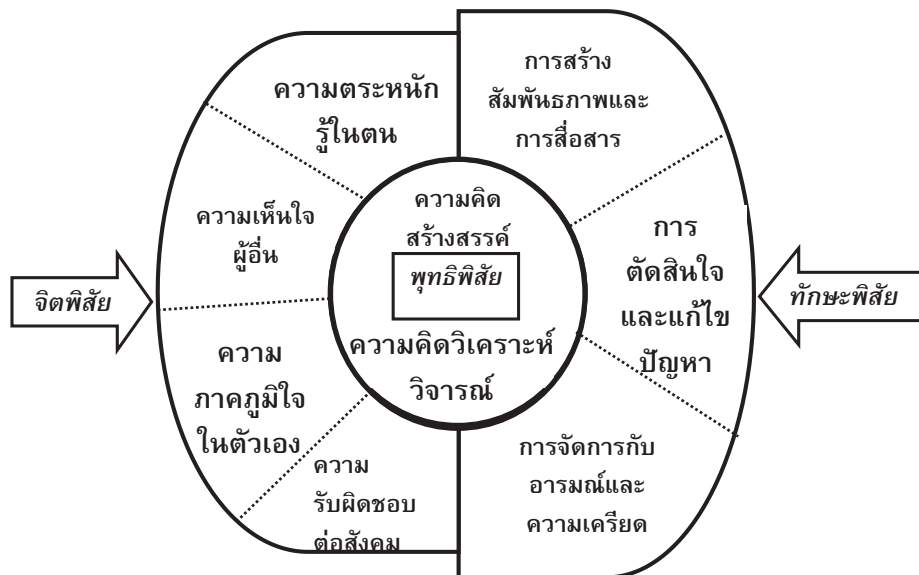 ความตระหนัก
รู้ในตน
การสร้าง
สัมพันธภาพและ
การสื่อสาร
ความเห็นใจ
ผู้อื่น
ความคิด
สร้างสรรค์
พุทธิพิสัย
ความคิดวิเคราะห์
วิจารณ์
การ
ตัดสินใจ
และแก้ไข
ปัญหา
จิตพิสัย
ทักษะพิสัย
ความ
ภาคภูมิใจ
ในตัวเอง
ความ
รับผิดชอบ
ต่อสังคม
การจัดการกับ
อารมณ์และ
ความเครียด